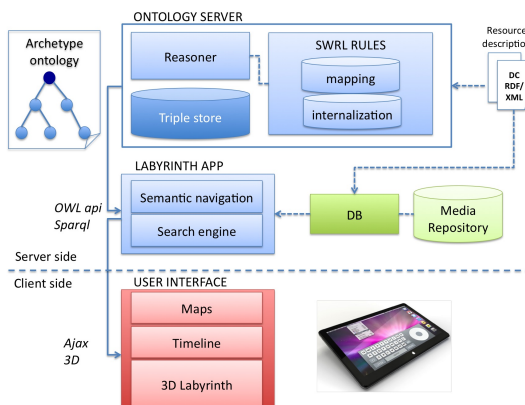 ONTOLOGY SERVER
Archetype
ontology
Reasoner
SWRL RULES
mapping
internalization
Triple store
Resource
description
DC
RDF/
XML
LABYRINTH APP
Semantic navigation
Search engine
OWL api
Sparql
DB
Media
Repository
Server side
Client side
USER INTERFACE
Maps
Timeline
3D Labyrinth
Ajax
3D